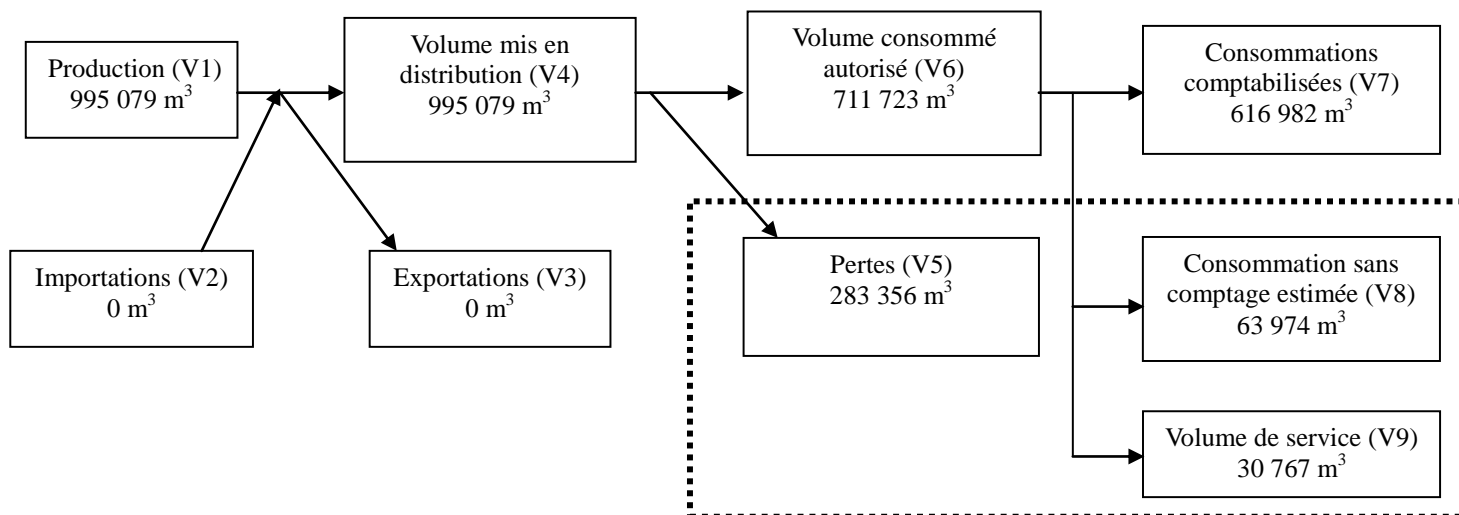 Production (V1)
995 079 m³
Volume mis en
distribution (V4)
995 079 m³
Volume consommé
autorisé (V6)
711 723 m³
Consommations
comptabilisées (V7)
616 982 m³
Importations (V2)
0 m³
Exportations (V3)
0 m³
Pertes (V5)
283 356 m³
Consommation sans
comptage estimée (V8)
63 974 m³
Volume de service (V9)
30 767 m³